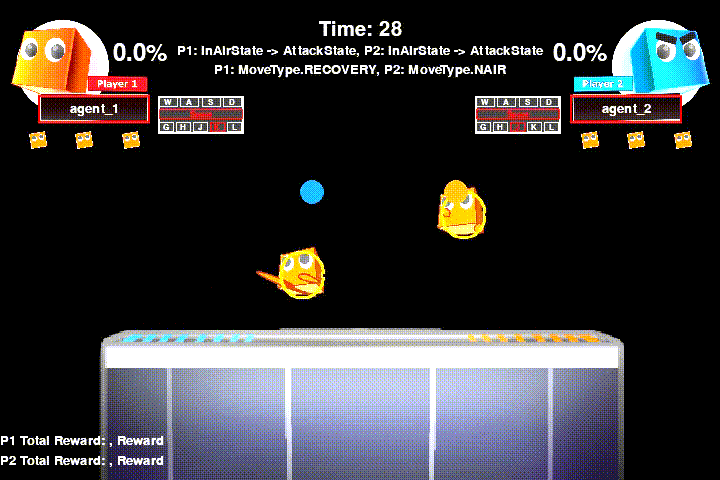 Time: 28
0.0%
P1: InAirState -> AttackState, P2: InAirState -> AttackState
0.0%
P1: MoveType.RECOVERY, P2: MoveType.NAIR
Player 1
Player 2
agent_1
W A S D
G H J L
W A S D
G H K L
agent_2
P1 Total Reward: , Reward
P2 Total Reward: , Reward